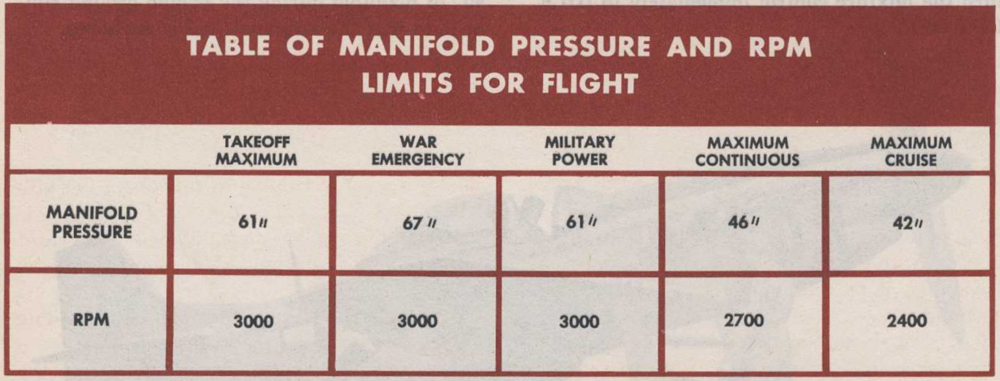 TABLE OF MANIFOLD PRESSURE AND RPM
LIMITS FOR FLIGHT
TAKEOFF MAXIMUM WAR EMERGENCY MILITARY POWER MAXIMUM CONTINUOUS MAXIMUM CRUISE
MANIFOLD PRESSURE 61" 67" 61" 46" 42"
RPM 3000 3000 3000 2700 2400